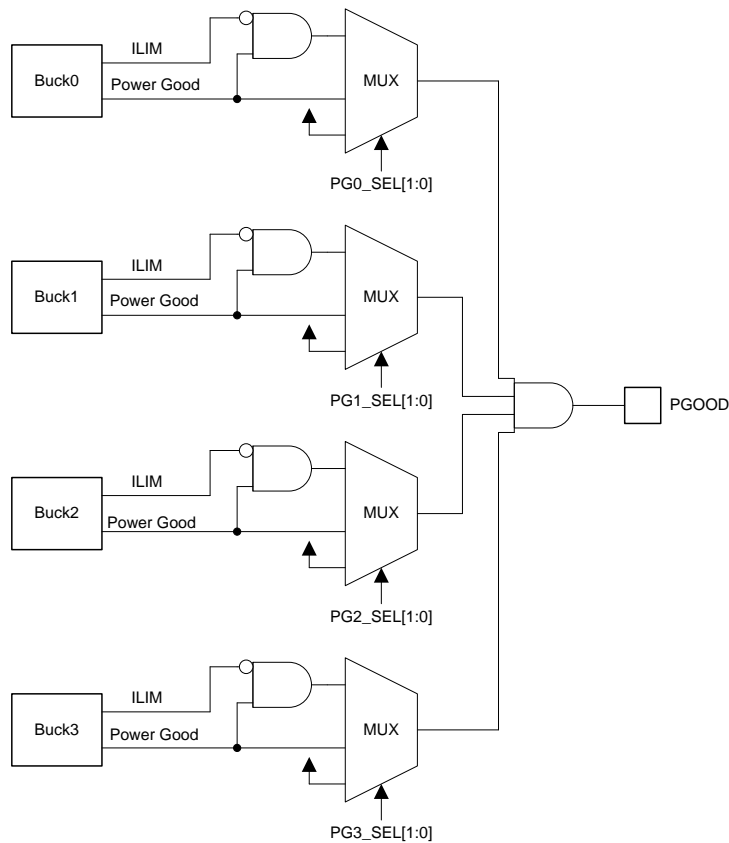 ILIM
Buck0
Power Good
MUX
PG0_SEL[1:0]
ILIM
Buck1
Power Good
MUX
PG1_SEL[1:0]
PGOOD
ILIM
Buck2
Power Good
MUX
PG2_SEL[1:0]
ILIM
Buck3
Power Good
MUX
PG3_SEL[1:0]